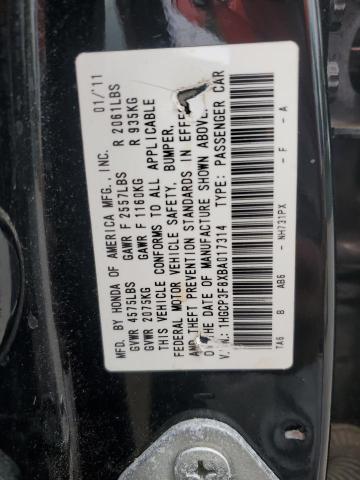 MFD. BY HONDA OF AMERICA MFG., INC. 01/'11
GVWR 4575LBS GAWR F 2557LBS R 2061LBS
GVWR 2075KG GAWR F 1160KG R 935KG
THIS VEHICLE CONFORMS TO ALL APPLICABLE
FEDERAL MOTOR VEHICLE SAFETY, BUMPER,
AND THEFT PREVENTION STANDARDS IN EFFE
THE DATE OF MANUFACTURE SHOWN ABOVE.
1HGCP3F8XBA017314 TYPE: PASSENGER CAR
TA6 B AB6 - NH731PX - F - A